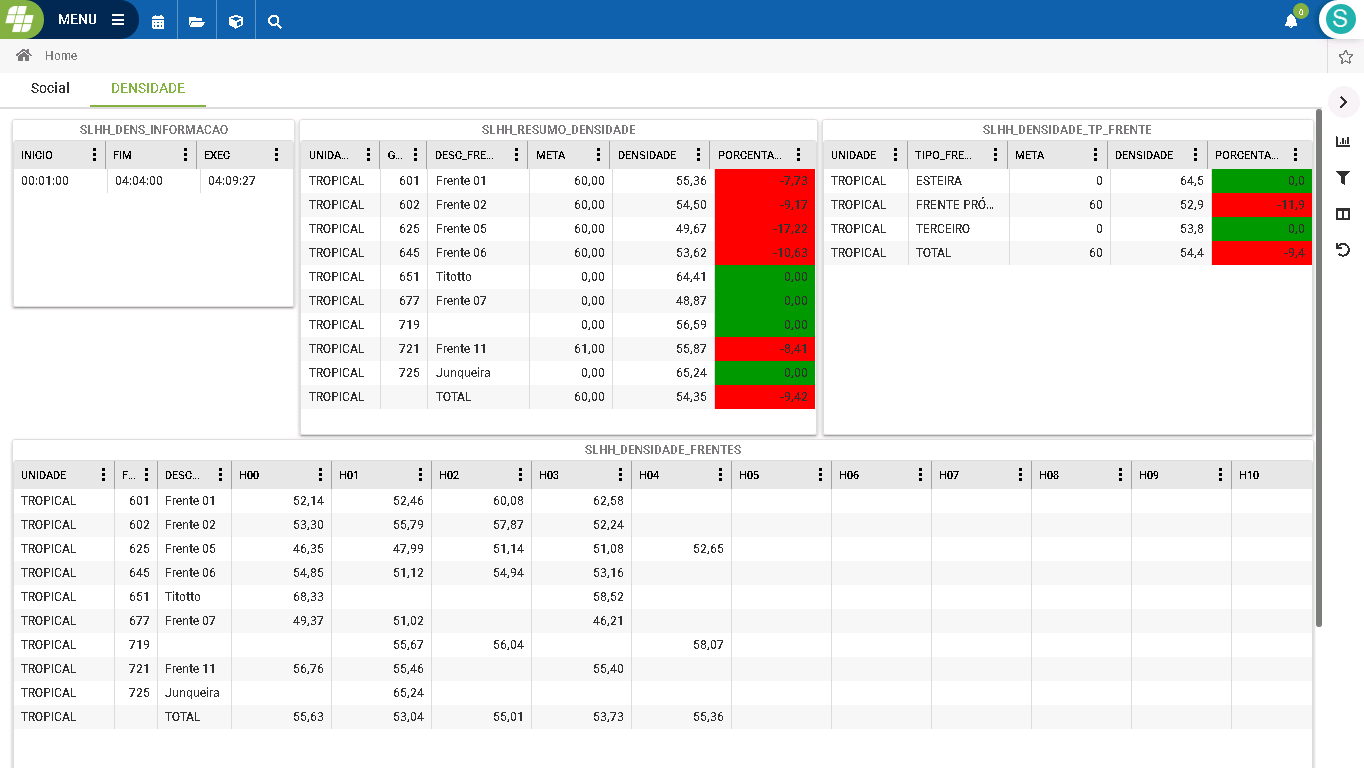 MENU
0
S
Home
Social DENSIDADE
SLHH_DENS_INFORMACAO
INICIO FIM EXEC
00:01:00 04:04:00 04:09:27
SLHH_RESUMO_DENSIDADE
UNIDA... G... DESC_FRE... META DENSIDADE PORCENTA...
TROPICAL 601 Frente 01 60,00 55,36 -7,73
TROPICAL 602 Frente 02 60,00 54,50 -9,17
TROPICAL 625 Frente 05 60,00 49,67 -17,22
TROPICAL 645 Frente 06 60,00 53,62 -10,63
TROPICAL 651 Titotto 0,00 64,41 0,00
TROPICAL 677 Frente 07 0,00 48,87 0,00
TROPICAL 719 0,00 56,59 0,00
TROPICAL 721 Frente 11 61,00 55,87 -8,41
TROPICAL 725 Junqueira 0,00 65,24 0,00
TROPICAL TOTAL 60,00 54,35 -9,42
SLHH_DENSIDADE_TP_FRENTE
UNIDADE TIPO_FRE... META DENSIDADE PORCENTA...
TROPICAL ESTEIRA 0 64,5 0,0
TROPICAL FRENTE PRÓ... 60 52,9 -11,9
TROPICAL TERCEIRO 0 53,8 0,0
TROPICAL TOTAL 60 54,4 -9,4
SLHH_DENSIDADE_FRENTES
UNIDADE F... DESC... H00 H01 H02 H03 H04 H05 H06 H07 H08 H09 H10
TROPICAL 601 Frente 01 52,14 52,46 60,08 62,58
TROPICAL 602 Frente 02 53,30 55,79 57,87 52,24
TROPICAL 625 Frente 05 46,35 47,99 51,14 51,08 52,65
TROPICAL 645 Frente 06 54,85 51,12 54,94 53,16
TROPICAL 651 Titotto 68,33 58,52
TROPICAL 677 Frente 07 49,37 51,02 46,21
TROPICAL 719 55,67 56,04 58,07
TROPICAL 721 Frente 11 56,76 55,46 55,40
TROPICAL 725 Junqueira 65,24
TROPICAL TOTAL 55,63 53,04 55,01 53,73 55,36